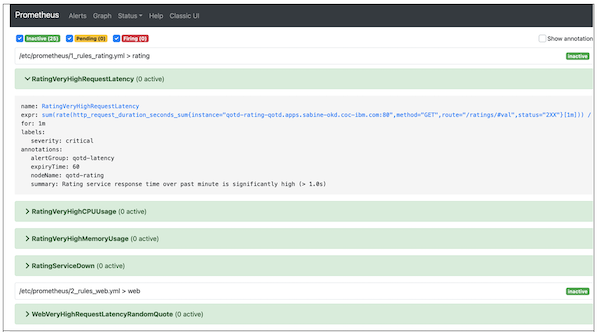 Prometheus Alerts Graph Status Help Classic UI
Inactive (25) Pending (0) Firing (0) Show annotation
/etc/prometheus/1_rules_rating.yml > rating inactive
RatingVeryHighRequestLatency (0 active)
name: RatingVeryHighRequestLatency
expr: sum(rate(http_request_duration_seconds_sum{instance="qotd-rating-qotd.apps.sabine-okd.coc-ibm.com:80",method="GET",route="/ratings/#val",status="2XX"}[1m])) /
for: 1m
labels:
severity: critical
annotations:
alertGroup: qotd-latency
expiryTime: 60
nodeName: qotd-rating
summary: Rating service response time over past minute is significantly high (> 1.0s)
RatingVeryHighCPUUsage (0 active)
RatingVeryHighMemoryUsage (0 active)
RatingServiceDown (0 active)
/etc/prometheus/2_rules_web.yml > web inactive
WebVeryHighRequestLatencyRandomQuote (0 active)